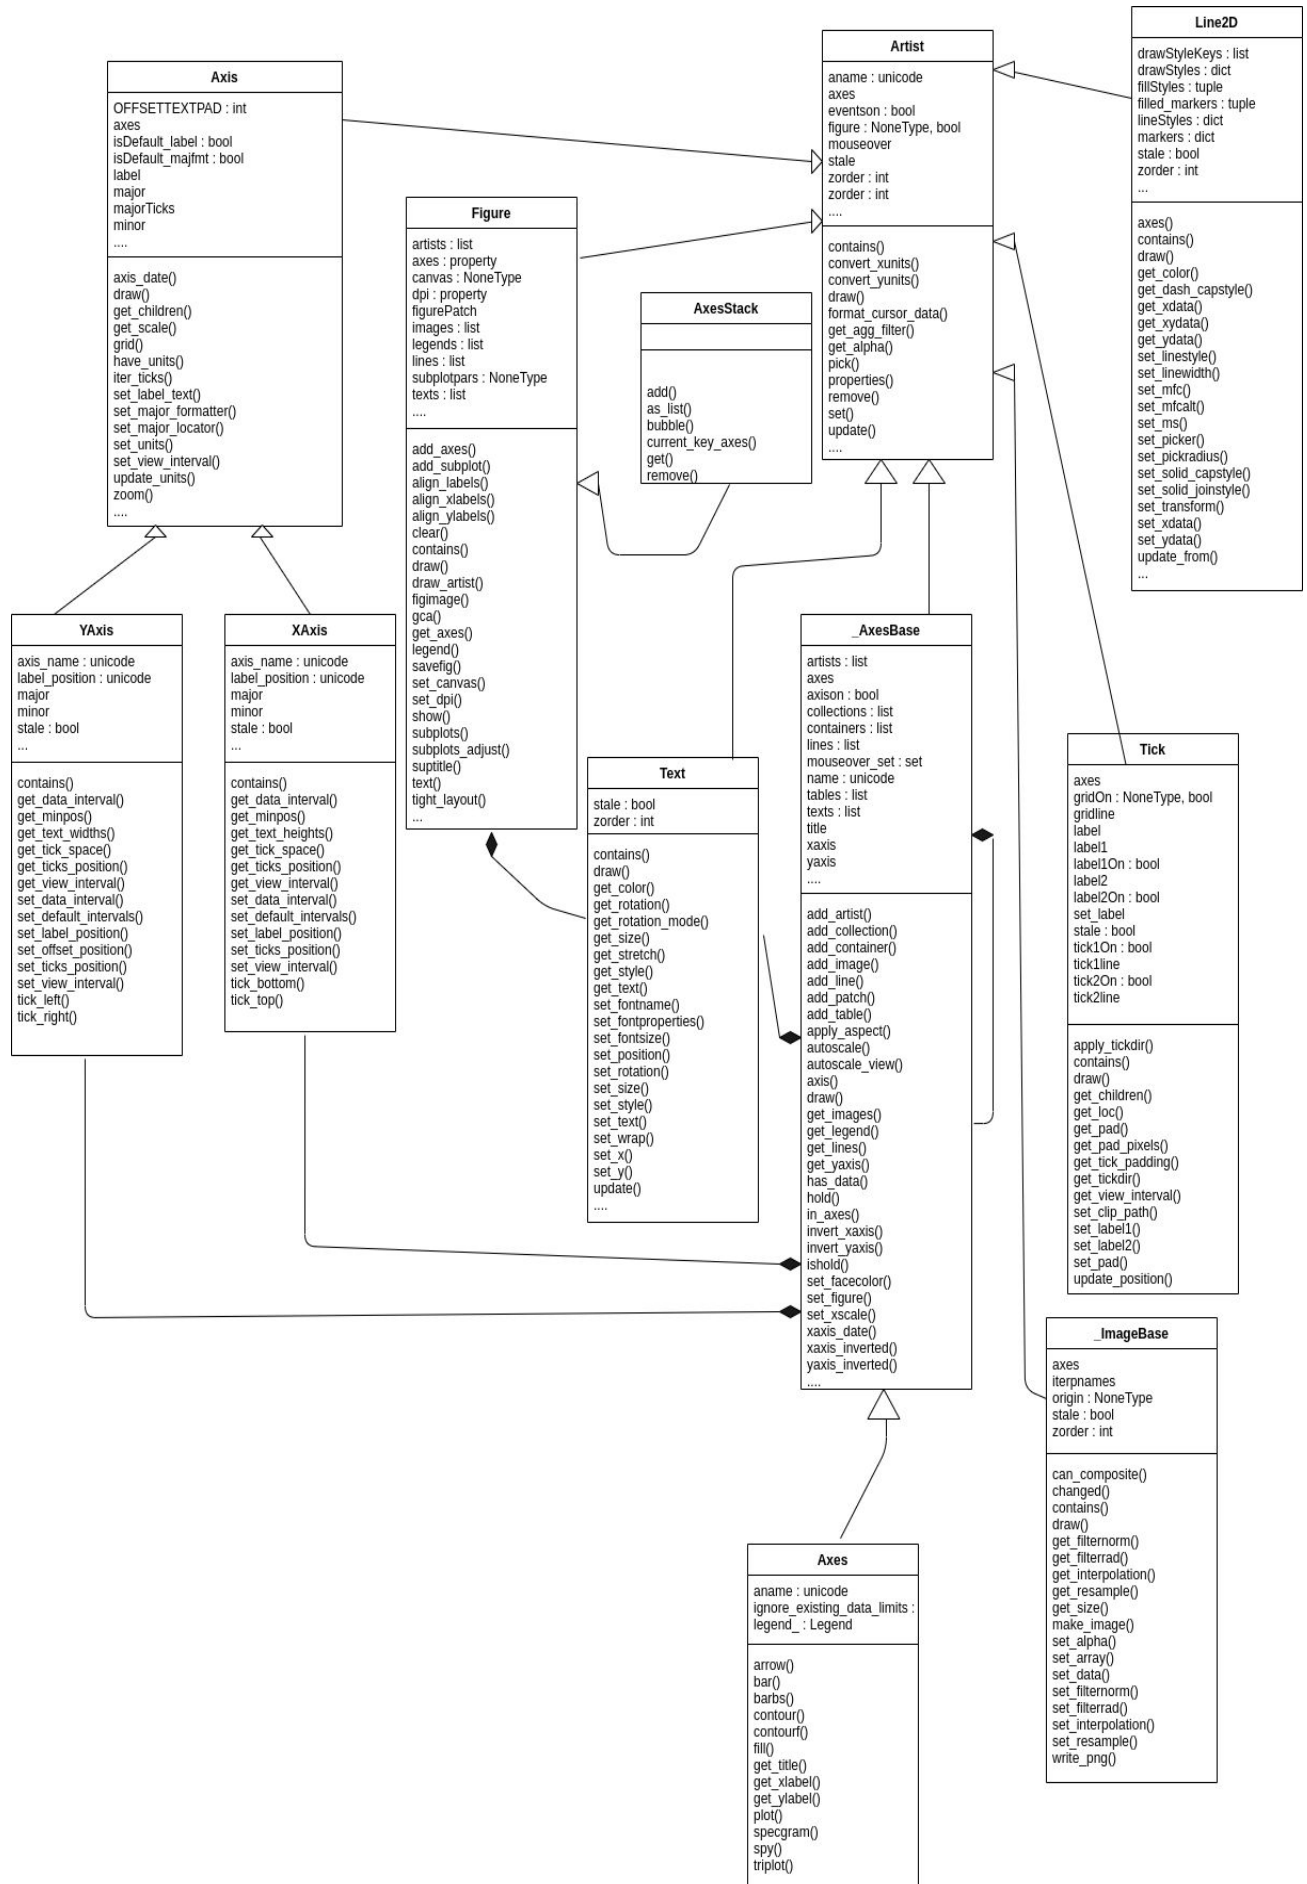 Axis
OFFSETTEXTPAD : int
axes
isDefault_label : bool
isDefault_majfmt : bool
label
major
majorTicks
minor
....
axis_date()
draw()
get_children()
get_scale()
grid()
have_units()
iter_ticks()
set_label_text()
set_major_formatter()
set_major_locator()
set_units()
set_view_interval()
update_units()
zoom()
....
Figure
artists : list
axes : property
canvas : NoneType
dpi : property
figurePatch
images : list
legends : list
lines : list
subplotpars : NoneType
texts : list
....
add_axes()
add_subplot()
align_labels()
align_xlabels()
align_ylabels()
clear()
contains()
draw()
draw_artist()
figimage()
gca()
get_axes()
legend()
savefig()
set_canvas()
set_dpi()
show()
subplots()
subplots_adjust()
suptitle()
text()
tight_layout()
...
AxesStack
add()
as_list()
bubble()
current_key_axes()
get()
remove()
Artist
aname : unicode
axes
eventson : bool
figure : NoneType, bool
mouseover
stale
zorder : int
zorder : int
....
contains()
convert_xunits()
convert_yunits()
draw()
format_cursor_data()
get_agg_filter()
get_alpha()
pick()
properties()
remove()
set()
update()
....
Line2D
drawStyleKeys : list
drawStyles : dict
fillStyles : tuple
filled_markers : tuple
lineStyles : dict
markers : dict
stale : bool
zorder : int
...
axes()
contains()
draw()
get_color()
get_dash_capstyle()
get_xdata()
get_xydata()
get_ydata()
set_linestyle()
set_linewidth()
set_mfc()
set_mfcalt()
set_ms()
set_picker()
set_pickradius()
set_solid_capstyle()
set_solid_joinstyle()
set_transform()
set_xdata()
set_ydata()
update_from()
...
YAxis
axis_name : unicode
label_position : unicode
major
minor
stale : bool
...
contains()
get_data_interval()
get_minpos()
get_text_widths()
get_tick_space()
get_ticks_position()
get_view_interval()
set_data_interval()
set_default_intervals()
set_label_position()
set_offset_position()
set_ticks_position()
set_view_interval()
tick_left()
tick_right()
XAxis
axis_name : unicode
label_position : unicode
major
minor
stale : bool
...
contains()
get_data_interval()
get_minpos()
get_text_heights()
get_tick_space()
get_ticks_position()
get_view_interval()
set_data_interval()
set_default_intervals()
set_label_position()
set_ticks_position()
set_view_interval()
tick_bottom()
tick_top()
Text
stale : bool
zorder : int
contains()
draw()
get_color()
get_rotation()
get_rotation_mode()
get_size()
get_stretch()
get_style()
get_text()
set_fontname()
set_fontproperties()
set_fontsize()
set_position()
set_rotation()
set_size()
set_style()
set_text()
set_wrap()
set_x()
set_y()
update()
....
_AxesBase
artists : list
axes
axison : bool
collections : list
containers : list
lines : list
mouseover_set : set
name : unicode
tables : list
texts : list
title
xaxis
yaxis
....
add_artist()
add_collection()
add_container()
add_image()
add_line()
add_patch()
add_table()
apply_aspect()
autoscale()
autoscale_view()
axis()
draw()
get_images()
get_legend()
get_lines()
get_yaxis()
has_data()
hold()
in_axes()
invert_xaxis()
invert_yaxis()
ishold()
set_facecolor()
set_figure()
set_xscale()
xaxis_date()
xaxis_inverted()
yaxis_inverted()
....
Tick
axes
gridOn : NoneType, bool
gridline
label
label1
label1On : bool
label2
label2On : bool
set_label
stale : bool
tick1On : bool
tick1line
tick2On : bool
tick2line
apply_tickdir()
contains()
draw()
get_children()
get_loc()
get_pad()
get_pad_pixels()
get_tick_padding()
get_tickdir()
get_view_interval()
set_clip_path()
set_label1()
set_label2()
set_pad()
update_position()
_ImageBase
axes
iterpnames
origin : NoneType
stale : bool
zorder : int
can_composite()
changed()
contains()
draw()
get_filternorm()
get_filterrad()
get_interpolation()
get_resample()
get_size()
make_image()
set_alpha()
set_array()
set_data()
set_filternorm()
set_filterrad()
set_interpolation()
set_resample()
write_png()
Axes
aname : unicode
ignore_existing_data_limits :
legend_ : Legend
arrow()
bar()
barbs()
contour()
contourf()
fill()
get_title()
get_xlabel()
get_ylabel()
plot()
specgram()
spy()
triplot()